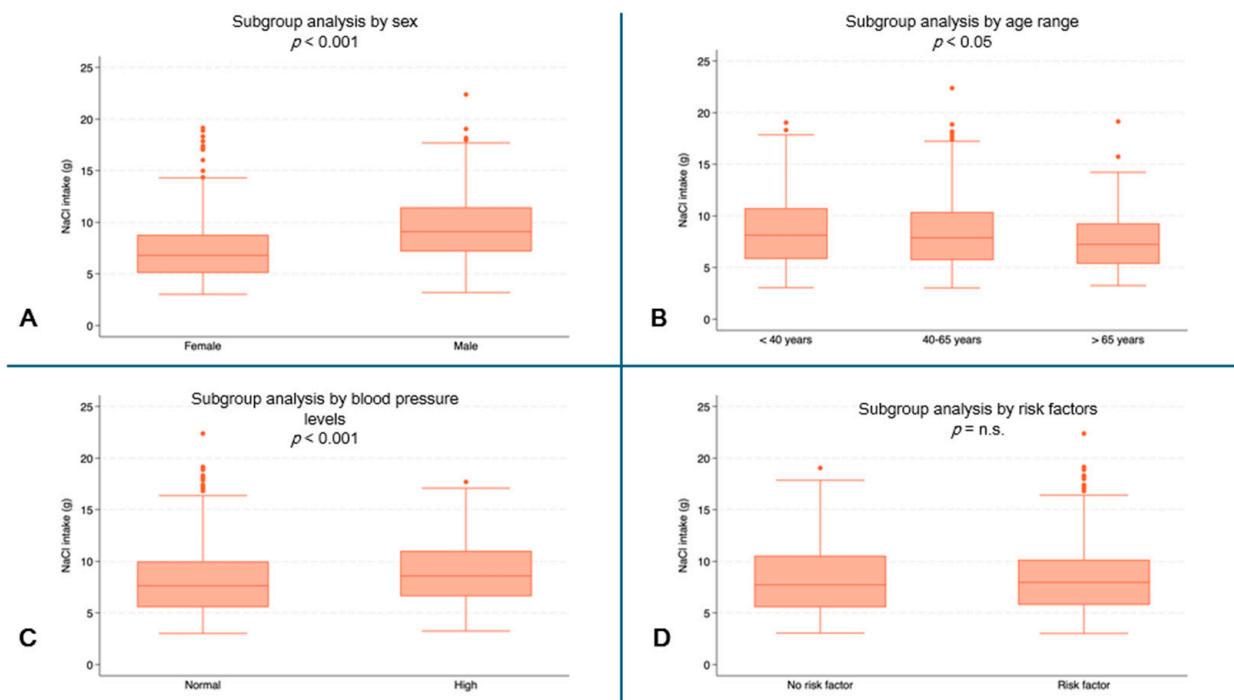 Subgroup analysis by sex
p < 0.001
25
20
15
10
5
0
NaCl intake (g)
Female
Male
A
Subgroup analysis by age range
p < 0.05
25
20
15
10
5
0
NaCl intake (g)
< 40 years
40-65 years
> 65 years
B
Subgroup analysis by blood pressure
levels
p < 0.001
25
20
15
10
5
0
NaCl intake (g)
Normal
High
C
Subgroup analysis by risk factors
p = n.s.
25
20
15
10
5
0
NaCl intake (g)
No risk factor
Risk factor
D